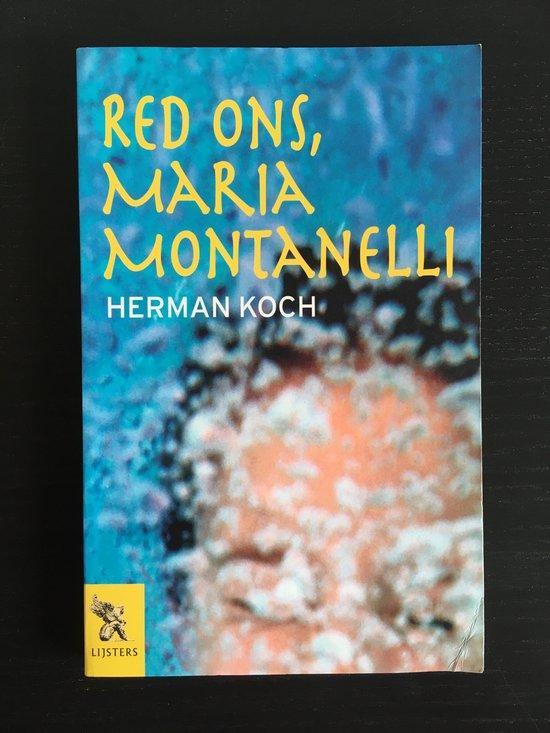 RED ONS,
MARIA
MONTANELLI
HERMAN KOCH
LIJSTERS